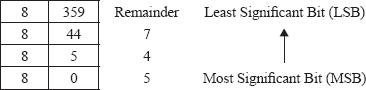 8 359 Remainder Least Significant Bit (LSB)
8 44 7
8 5 4
8 0 5 Most Significant Bit (MSB)